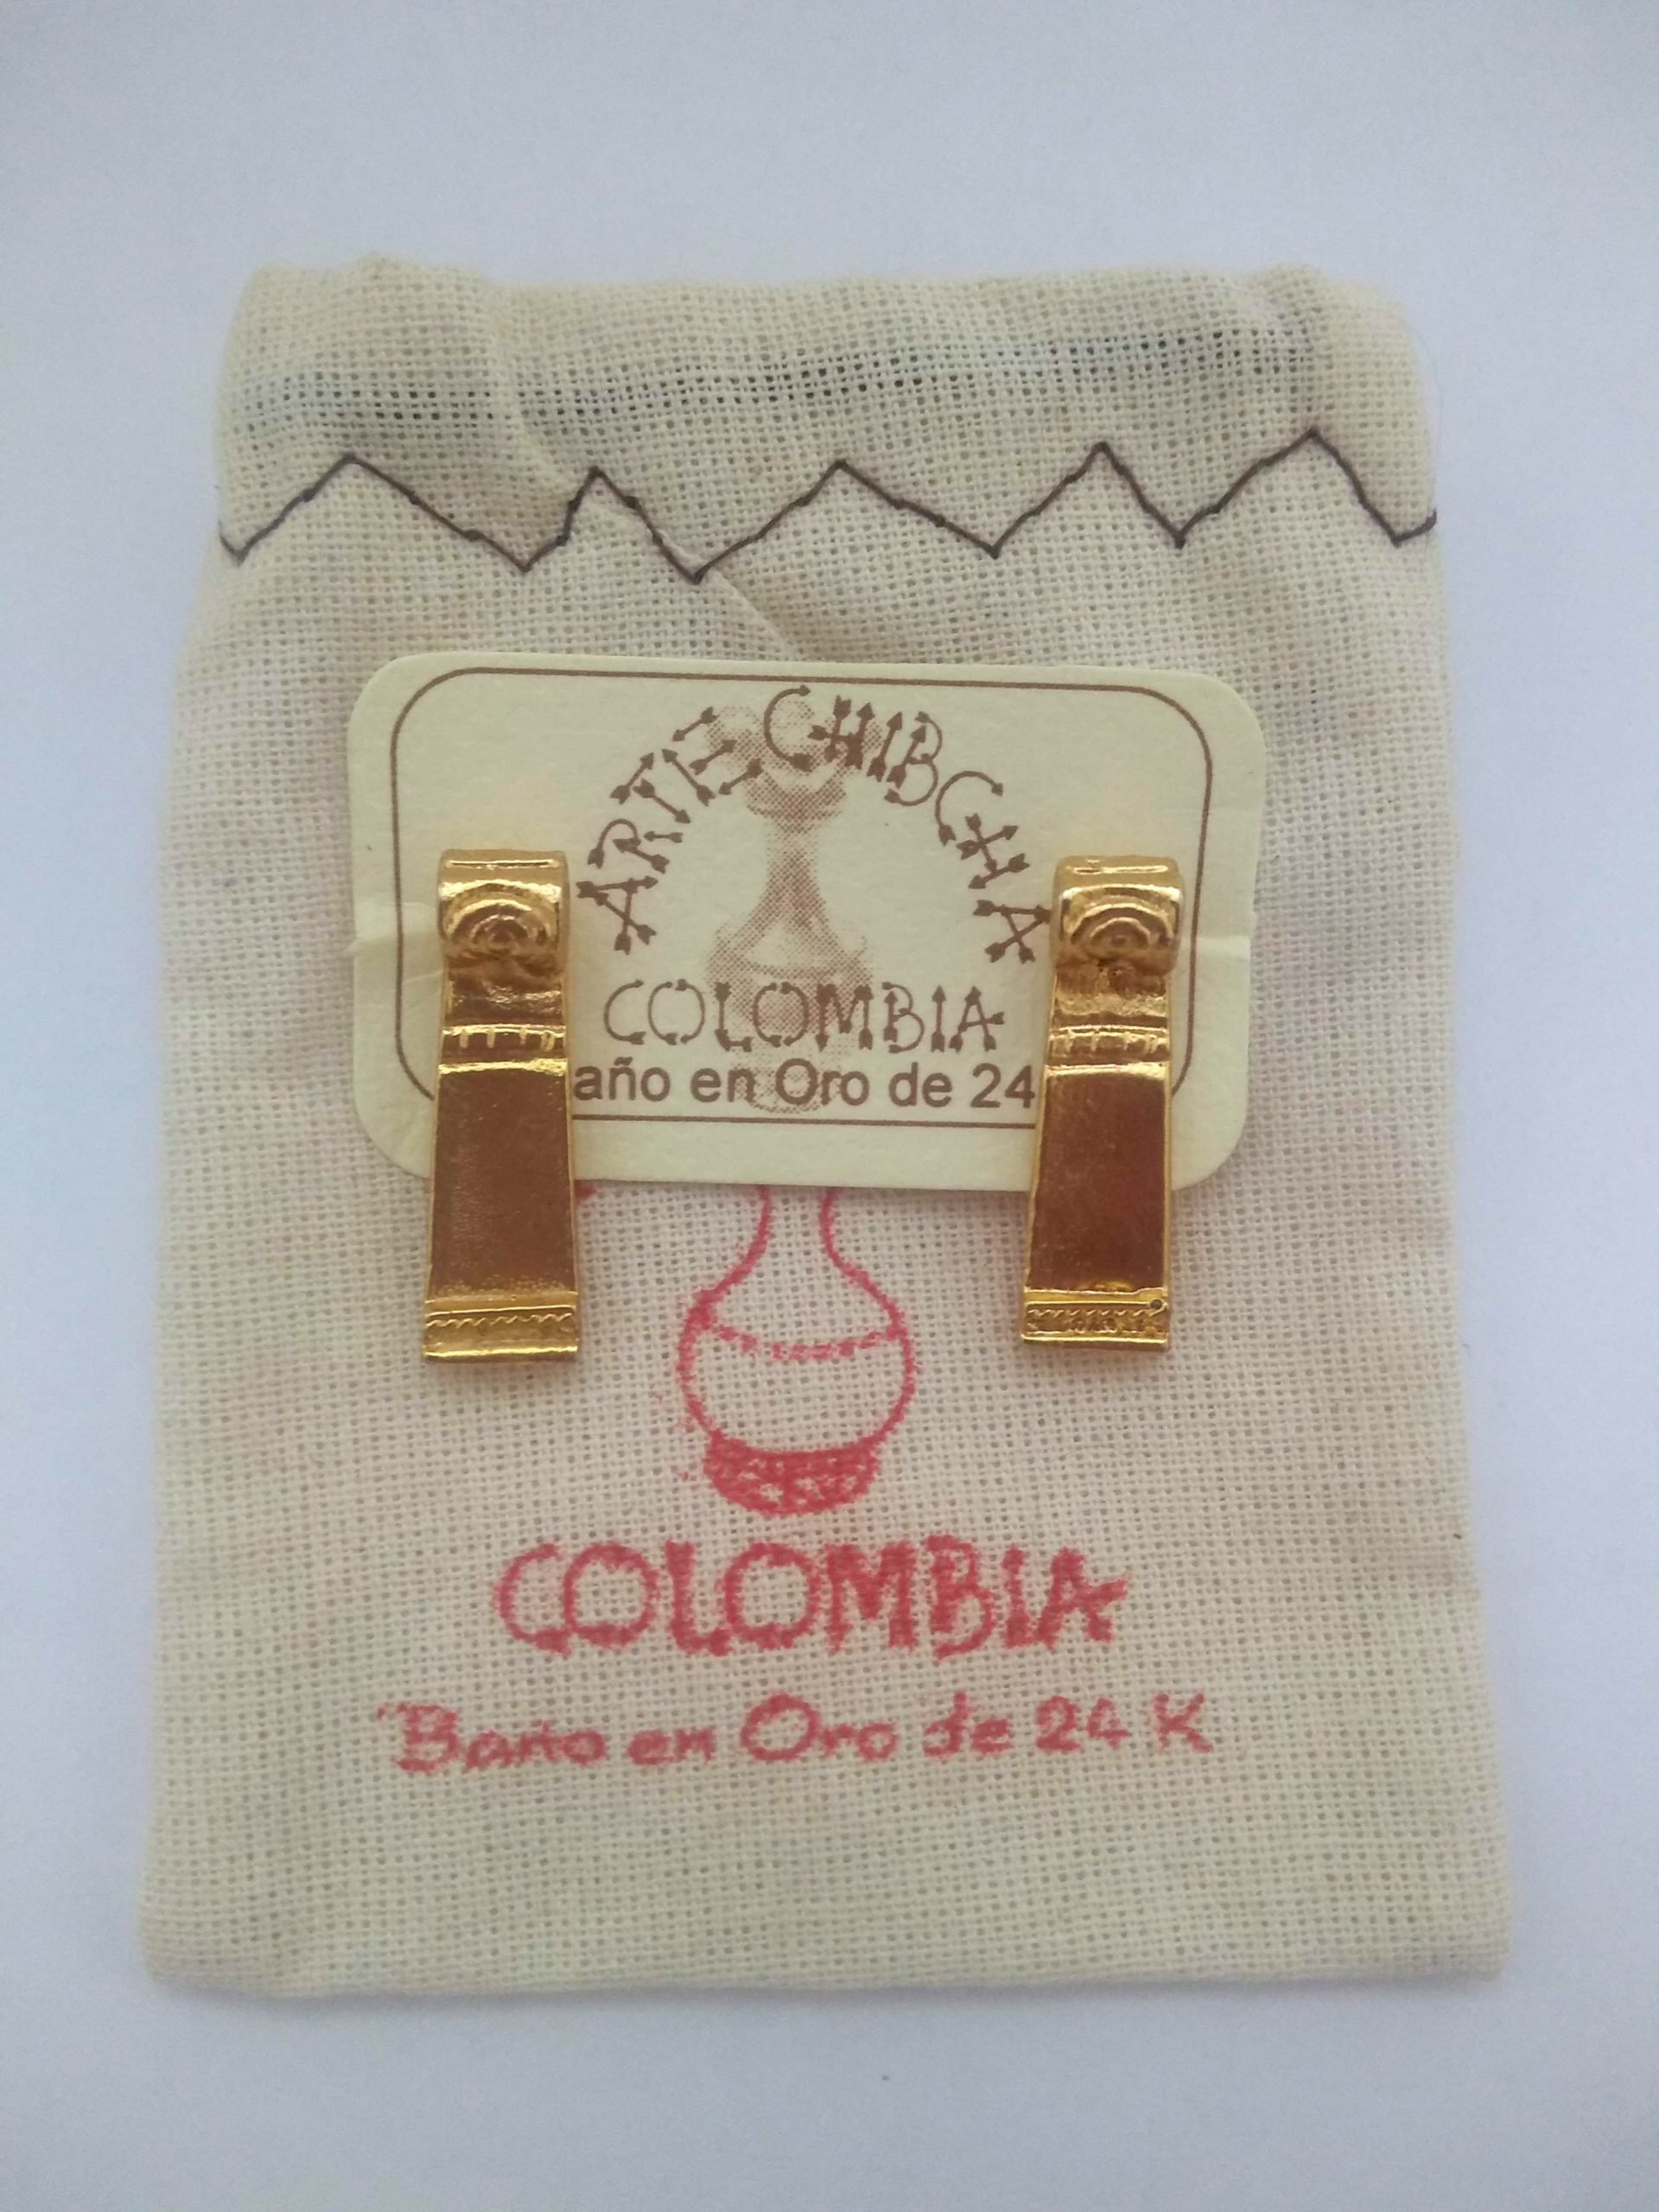 ARTE CHIBCHA
COLOMBIA
año en Oro de 24
COLOMBIA
Baño en Oro de 24 K